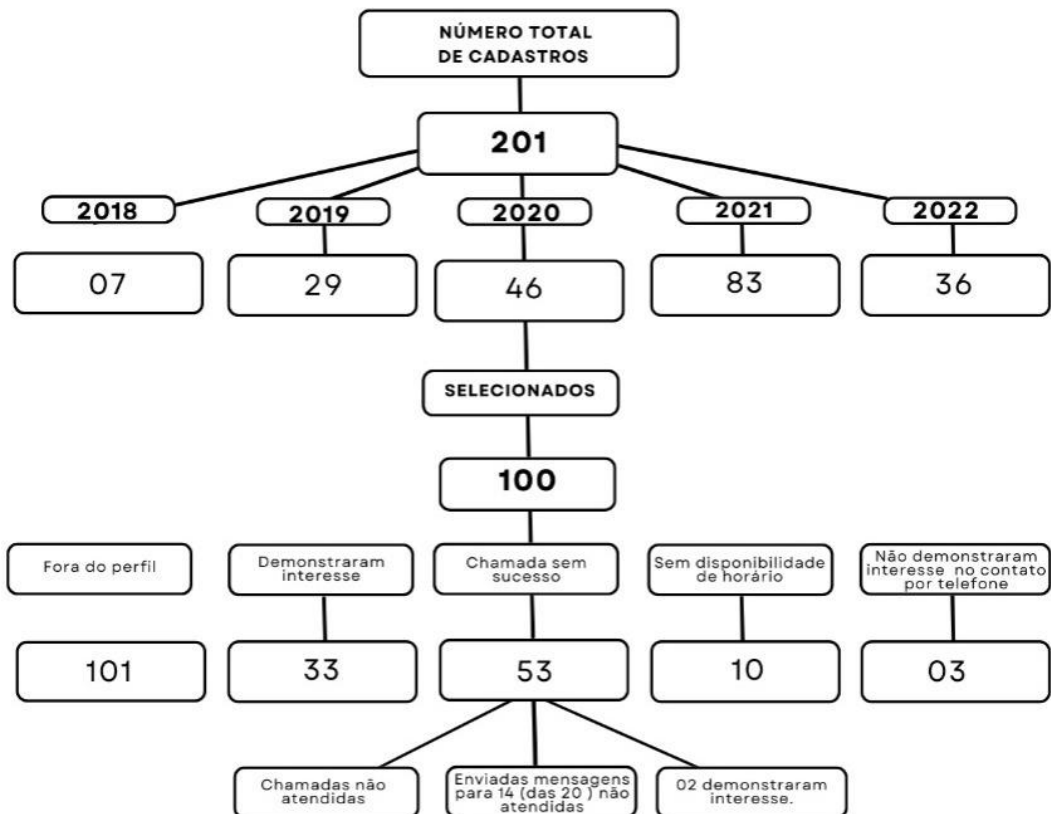 NÚMERO TOTAL
DE CADASTROS
201
2018
2019
2020
2021
2022
07
29
46
83
36
SELECIONADOS
100
Fora do perfil
Demonstraram
interesse
Chamada sem
sucesso
Sem disponibilidade
de horário
Não demonstraram
interesse no contato
por telefone
101
33
53
10
03
Chamadas não
atendidas
Enviadas mensagens
para 14 (das 20 ) não
atendidas
02 demonstraram
interesse.